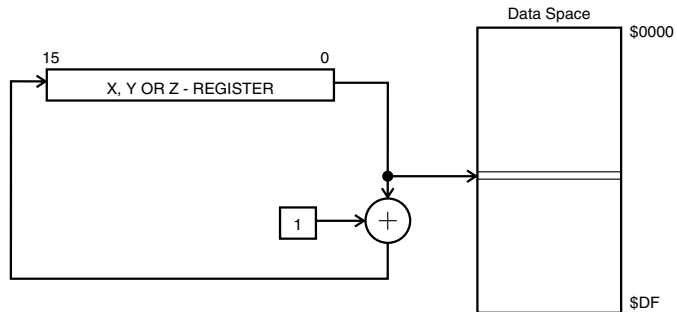 Data Space
$0000
15
0
X, Y OR Z - REGISTER
1
+
$DF